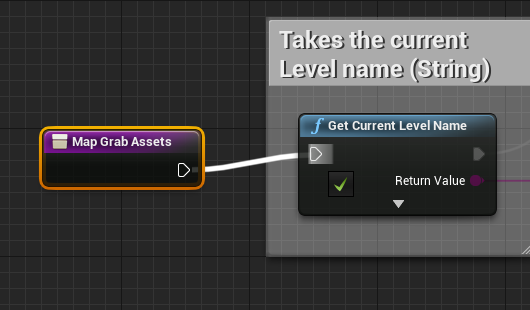 Takes the current
Level name (String)
Map Grab Assets
f Get Current Level Name
Return Value